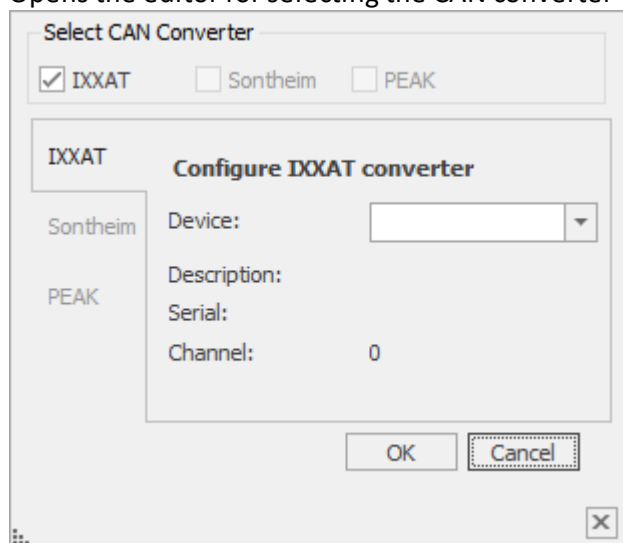 Opens the editor for selecting the CAN converter
Select CAN Converter
IXXAT Sontheim PEAK
IXXAT
Configure IXXAT converter
Sontheim
Device:
PEAK
Description:
Serial:
Channel: 0
OK Cancel